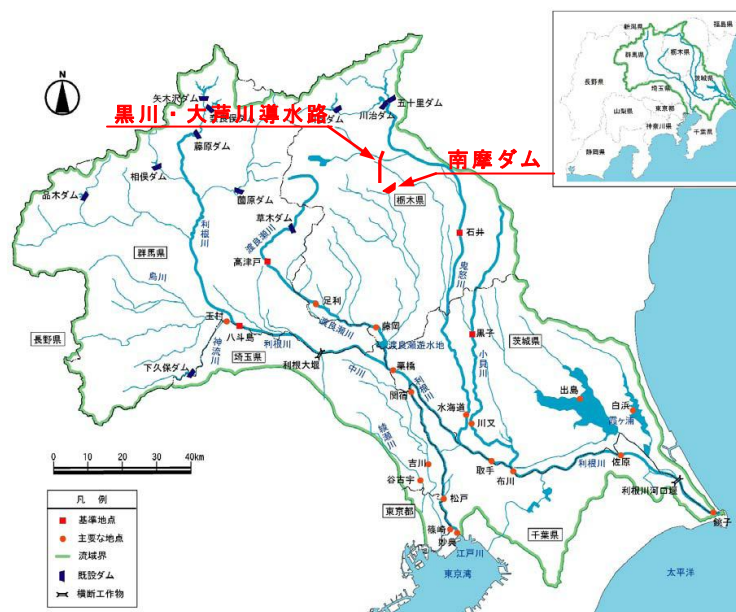 新潟県
福島県
群馬県
栃木県
長野県
茨城県
埼玉県
山梨県
東京都
神奈川県
千葉県
静岡県
N
矢木沢ダム
五十里ダム
川治ダム
黒川・大芦川導水路
藤原ダム
南摩ダム
相俣ダム
品木ダム
薗原ダム
栃木県
草木ダム
利根川
渡良瀬川
石井
群馬県
高津戸
鬼怒川
烏川
足利
玉村
八斗島
渡良瀬川
藤岡
黒子
茨城県
長野県
神流川
利根川
渡良瀬遊水地
小貝川
埼玉県
利根大堰
下久保ダム
中川
栗橋
利根川
関宿
出島
白浜
水海道
川又
霞ヶ浦
綾瀬川
吉川
取手
布川
利根川
佐原
谷古宇
利根川河口堰
松戸
東京都
銚子
篠崎
妙典
千葉県
江戸川
東京湾
太平洋
0 10 20 40km
凡 例
基準地点
主要な地点
流域界
既設ダム
横断工作物